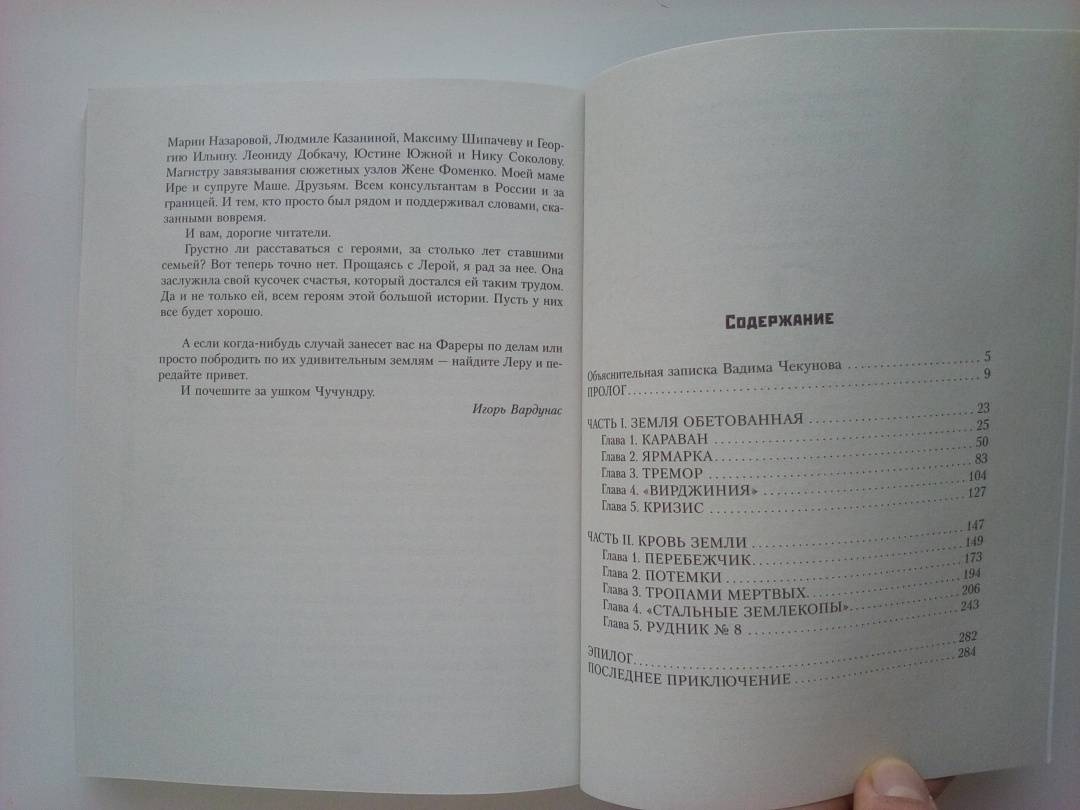 Марии Назаровой, Людмиле Казаниной, Максиму Шипачеву и Геор-
гию Ильину. Леониду Добкачу, Юстине Южной и Нику Соколову.
Магистру завязывания сюжетных узлов Жене Фоменко. Моей маме
Ире и супруге Маше. Друзьям. Всем консультантам в России и за
границей. И тем, кто просто был рядом и поддерживал словами, ска-
занными вовремя.
И вам, дорогие читатели.
Грустно ли расставаться с героями, за столько лет ставшими
семьей? Вот теперь точно нет. Прощаясь с Лерой, я рад за нее. Она
заслужила свой кусочек счастья, который достался ей таким трудом.
Да и не только ей, всем героям этой большой истории. Пусть у них
все будет хорошо.
А если когда-нибудь случай занесет вас на Фареры по делам или
просто побродить по их удивительным землям — найдите Леру и пе-
редайте привет.
И почешите за ушком Чучундру.
Игорь Вардунас
Содержание
Объяснительная записка Вадима Чекунова . . . . . . . . . . . . . . . . . 5
ПРОЛОГ . . . . . . . . . . . . . . . . . . . . . . . . . . . . . . . . . . . . . . . . 9
ЧАСТЬ I. ЗЕМЛЯ ОБЕТОВАННАЯ . . . . . . . . . . . . . . . . . . . . . 23
Глава 1. КАРАВАН . . . . . . . . . . . . . . . . . . . . . . . . . . . . . . . 25
Глава 2. ЯРМАРКА. . . . . . . . . . . . . . . . . . . . . . . . . . . . . . . 50
Глава 3. ТРЕМОР . . . . . . . . . . . . . . . . . . . . . . . . . . . . . . . 83
Глава 4. «ВИРДЖИНИЯ» . . . . . . . . . . . . . . . . . . . . . . . . . 104
Глава 5. КРИЗИС . . . . . . . . . . . . . . . . . . . . . . . . . . . . . . . 127
ЧАСТЬ II. КРОВЬ ЗЕМЛИ . . . . . . . . . . . . . . . . . . . . . . . . . 147
Глава 1. ПЕРЕБЕЖЧИК. . . . . . . . . . . . . . . . . . . . . . . . . . . 149
Глава 2. ПОТЕМКИ . . . . . . . . . . . . . . . . . . . . . . . . . . . . . 173
Глава 3. ТРОПАМИ МЕРТВЫХ. . . . . . . . . . . . . . . . . . . . . 194
Глава 4. «СТАЛЬНЫЕ ЗЕМЛЕКОПЫ». . . . . . . . . . . . . . . . 206
Глава 5. РУДНИК № 8 . . . . . . . . . . . . . . . . . . . . . . . . . . . 243
ЭПИЛОГ. . . . . . . . . . . . . . . . . . . . . . . . . . . . . . . . . . . . . . 282
ПОСЛЕДНЕЕ ПРИКЛЮЧЕНИЕ . . . . . . . . . . . . . . . . . . . . . 284